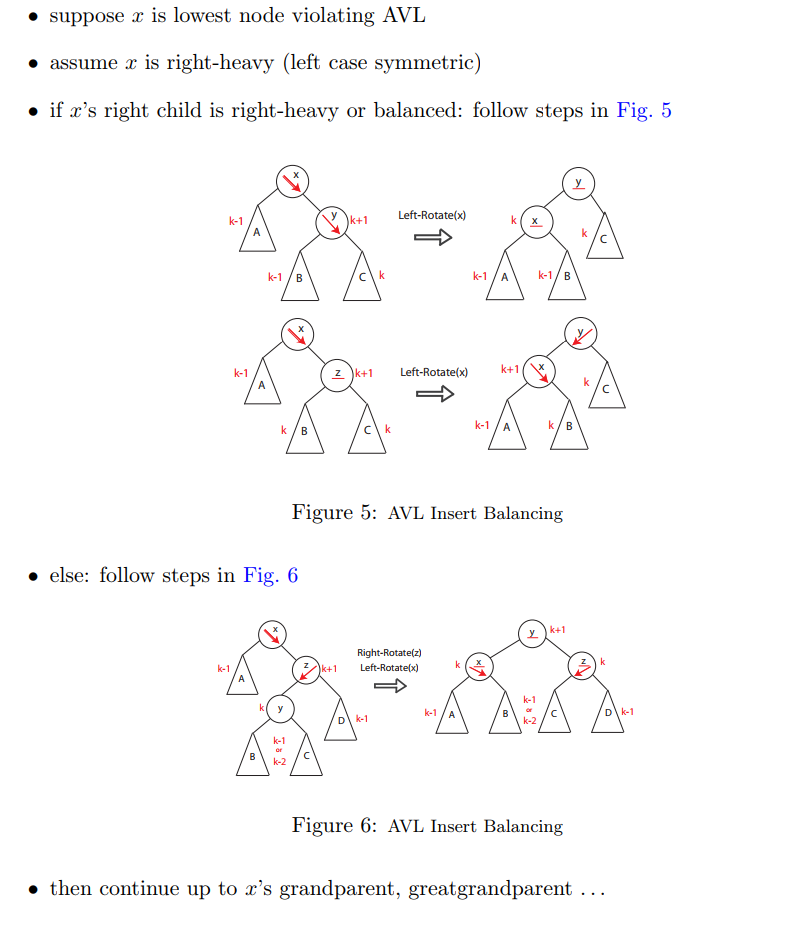 • suppose x is lowest node violating AVL
• assume x is right-heavy (left case symmetric)
• if x's right child is right-heavy or balanced: follow steps in Fig. 5
x
y
k-1
A
k+1
Left-Rotate(x)
k
x
k
C
k-1
B
C
k
k-1
A
k-1
B
y
x
k-1
A
z
k+1
Left-Rotate(x)
k+1
x
k
C
k
B
C
k
k-1
A
k
B
y
Figure 5: AVL Insert Balancing
• else: follow steps in Fig. 6
x
y
k+1
Right-Rotate(z)
Left-Rotate(x)
k-1
A
z
k+1
k
x
z
k
k
y
D
k-1
k-1
A
B
k-1
or
k-2
C
D
k-1
B
k-1
or
k-2
C
Figure 6: AVL Insert Balancing
• then continue up to x's grandparent, greatgrandparent ...